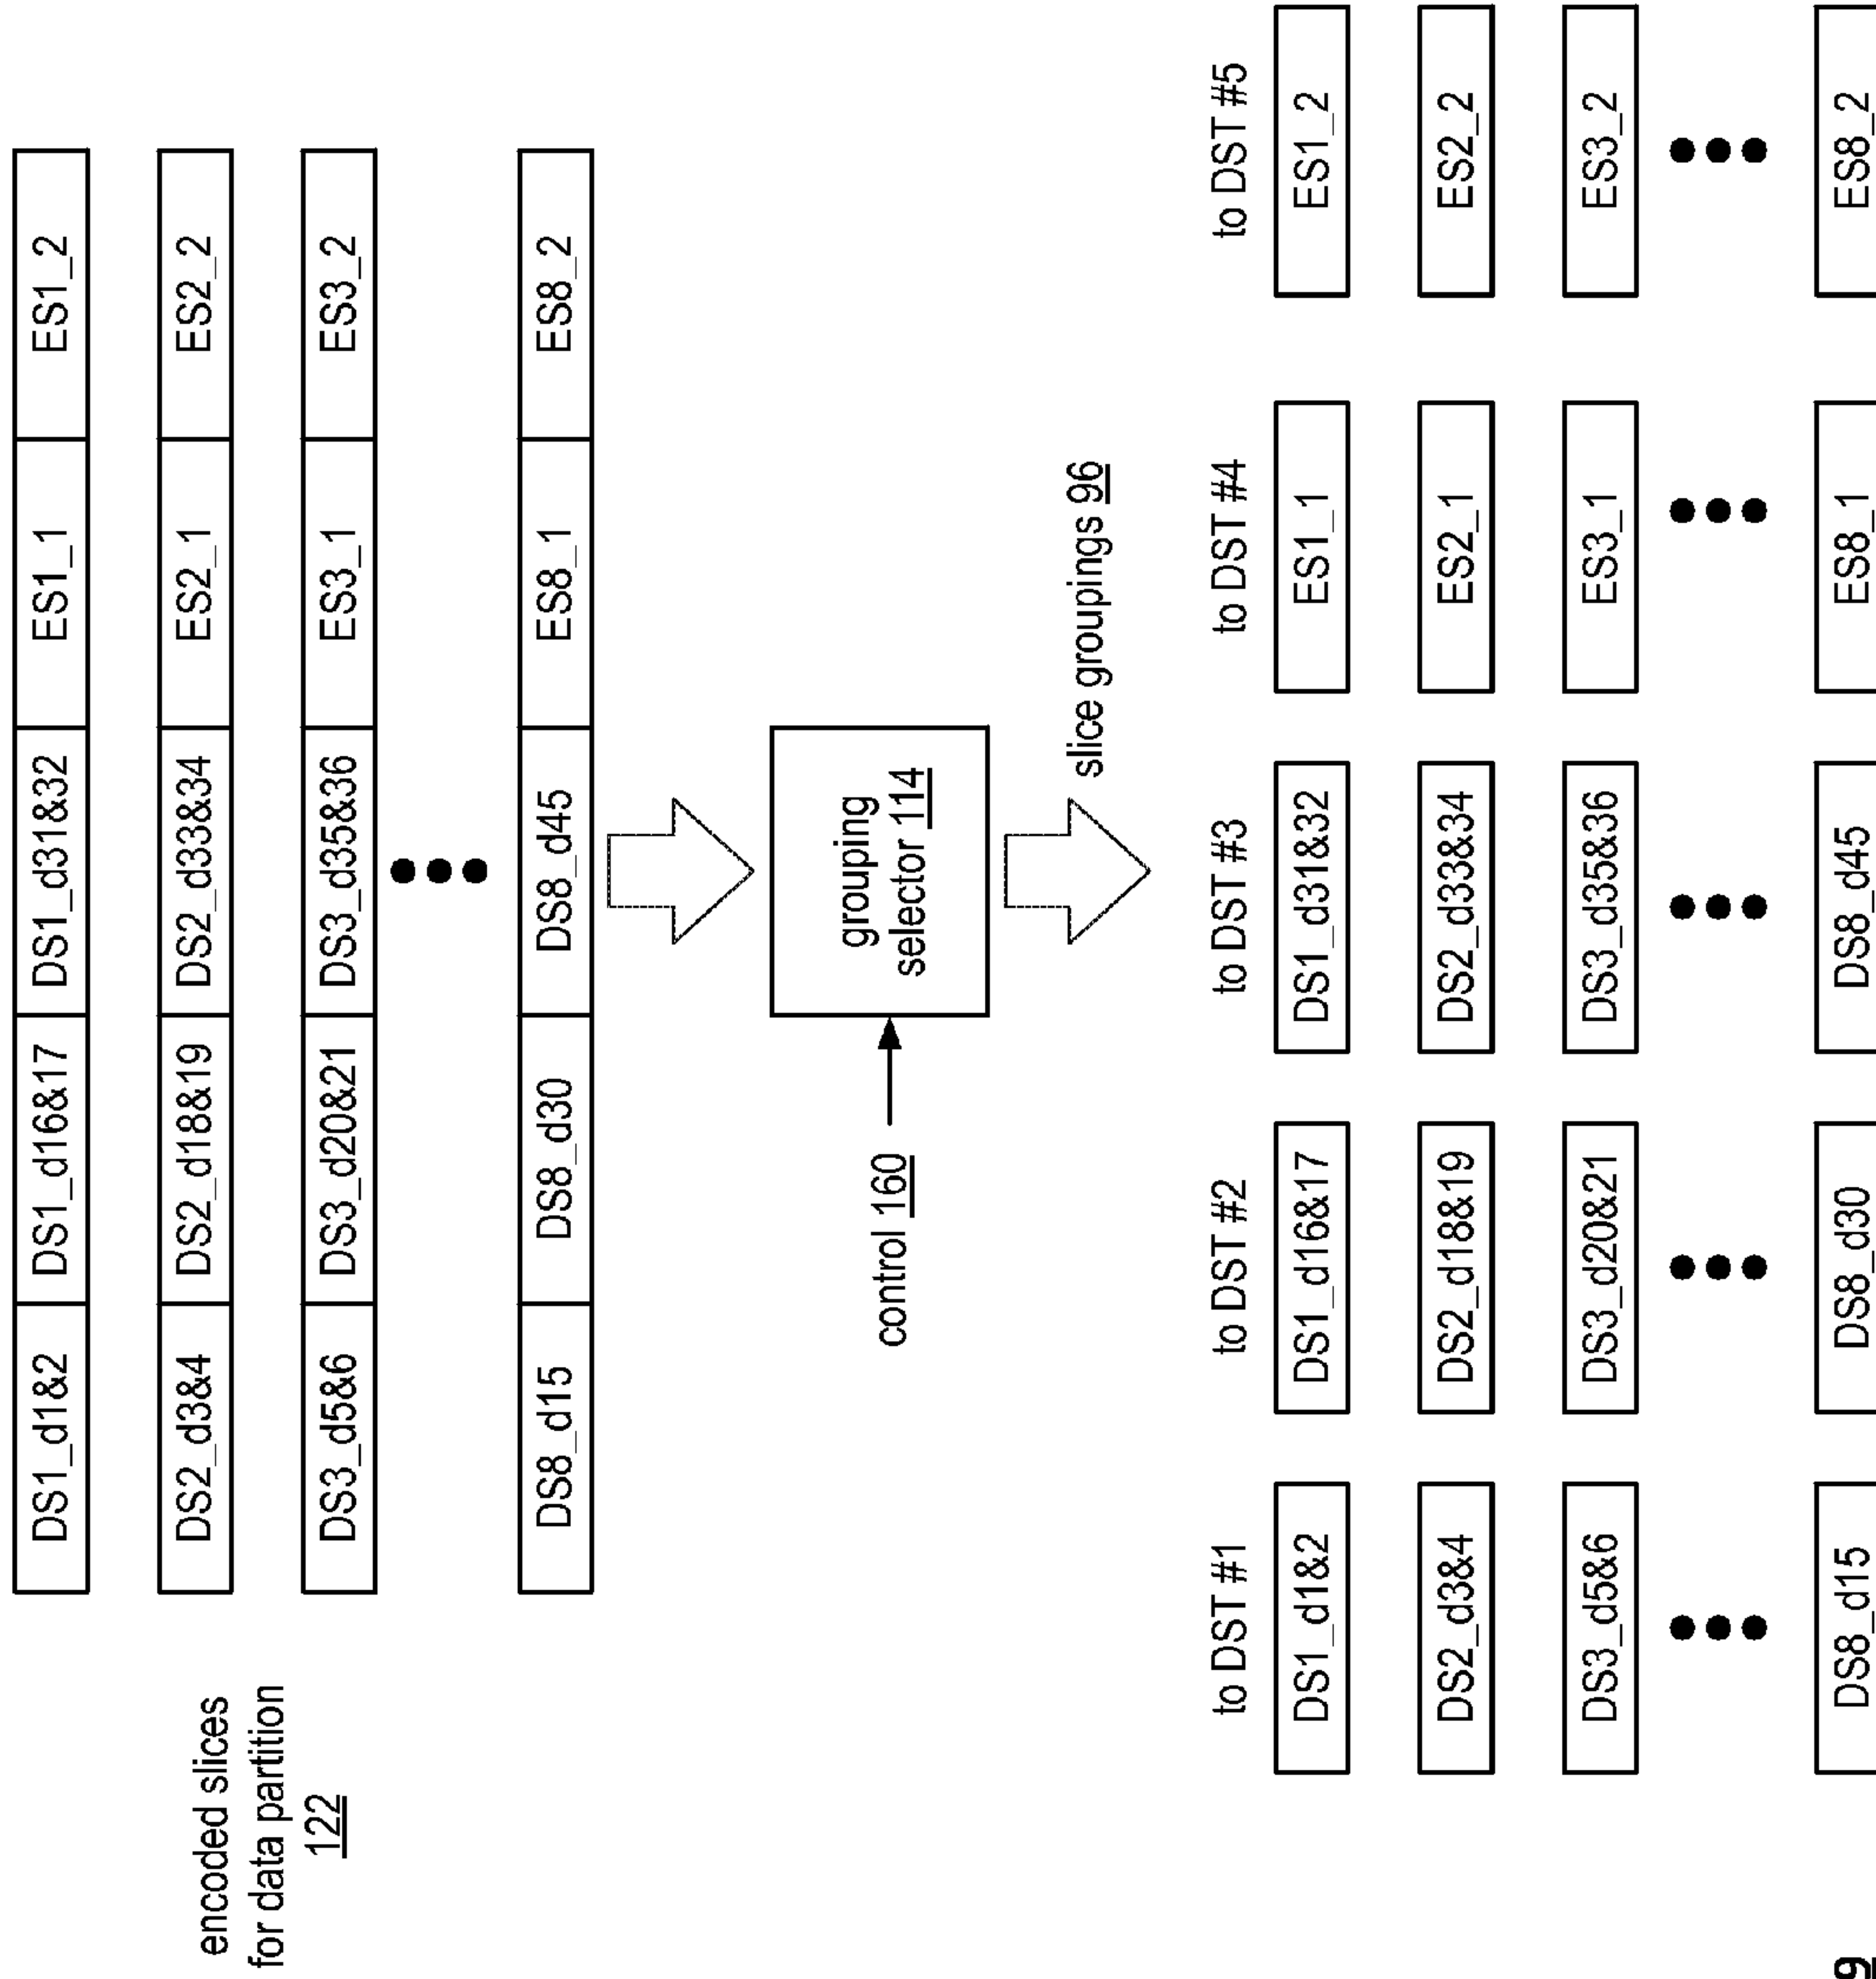 encoded slices
for data partition
122
DS1_d1&2 DS1_d16&17 DS1_d31&32 ES1_1 ES1_2
DS2_d3&4 DS2_d18&19 DS2_d33&34 ES2_1 ES2_2
DS3_d5&6 DS3_d20&21 DS3_d35&36 ES3_1 ES3_2
DS8_d15 DS8_d30 DS8_d45 ES8_1 ES8_2
control 160
grouping
selector 114
slice groupings 96
to DST #1 to DST #2 to DST #3 to DST #4 to DST #5
DS1_d1&2 DS1_d16&17 DS1_d31&32 ES1_1 ES1_2
DS2_d3&4 DS2_d18&19 DS2_d33&34 ES2_1 ES2_2
DS3_d5&6 DS3_d20&21 DS3_d35&36 ES3_1 ES3_2
DS8_d15 DS8_d30 DS8_d45 ES8_1 ES8_2
9